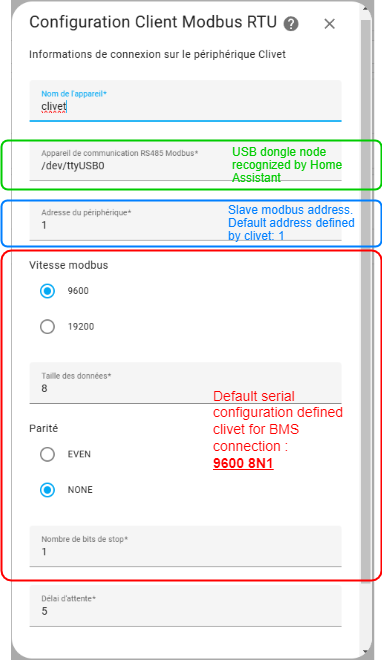 Configuration Client Modbus RTU ?
Informations de connexion sur le périphérique Clivet
Nom de l'appareil*
clivet
Appareil de communication RS485 Modbus*
/dev/ttyUSB0
USB dongle node
recognized by Home
Assistant
Adresse du périphérique*
1
Slave modbus address.
Default address defined
by clivet: 1
Vitesse modbus
9600
19200
Taille des données*
8
Parité
EVEN
NONE
Default serial
configuration defined
clivet for BMS
connection :
9600 8N1
Nombre de bits de stop*
1
Délai d'attente*
5